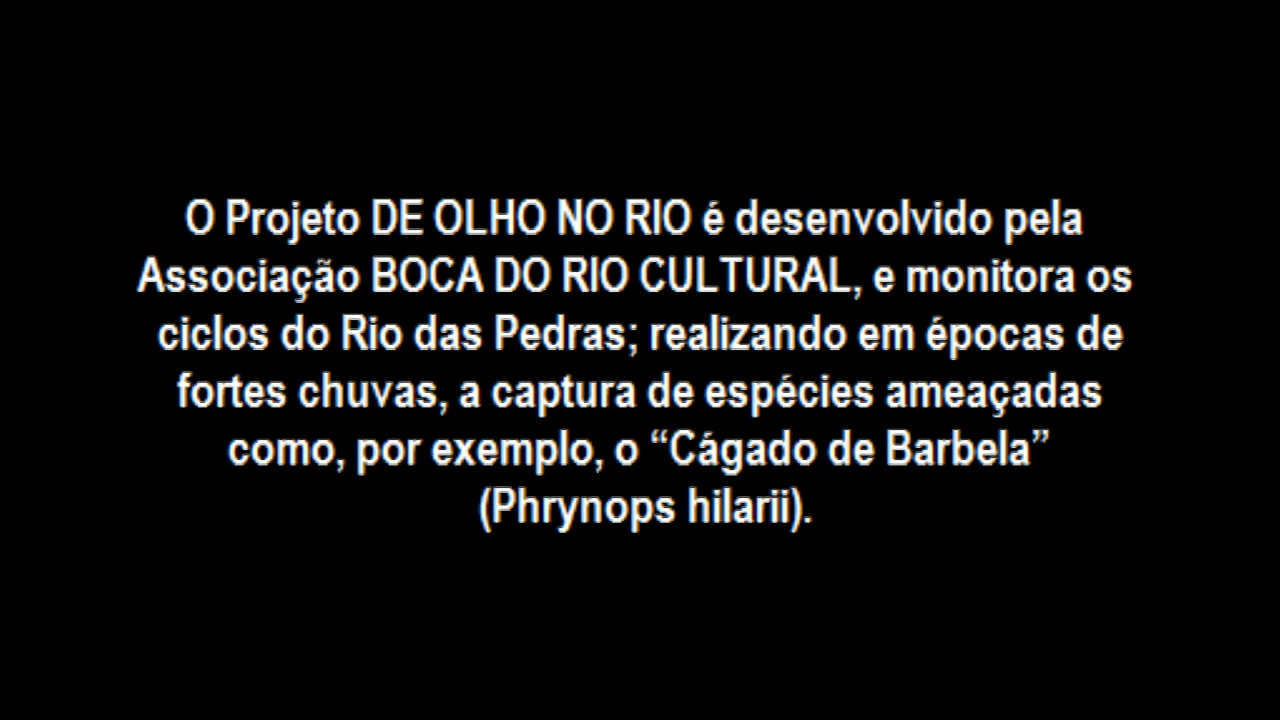 O Projeto DE OLHO NO RIO é desenvolvido pela
Associação BOCA DO RIO CULTURAL, e monitora os
ciclos do Rio das Pedras; realizando em épocas de
fortes chuvas, a captura de espécies ameaçadas
como, por exemplo, o “Cágado de Barbela”
(Phrynops hilarii).